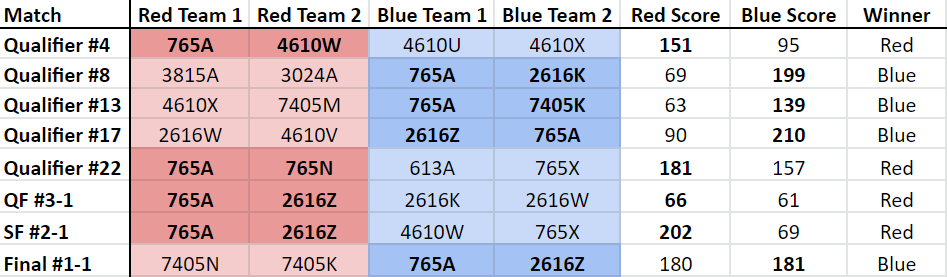 Match Red Team 1 Red Team 2 Blue Team 1 Blue Team 2 Red Score Blue Score Winner
Qualifier #4 765A 4610W 4610U 4610X 151 95 Red
Qualifier #8 3815A 3024A 765A 2616K 69 199 Blue
Qualifier #13 4610X 7405M 765A 7405K 63 139 Blue
Qualifier #17 2616W 4610V 2616Z 765A 90 210 Blue
Qualifier #22 765A 765N 613A 765X 181 157 Red
QF #3-1 765A 2616Z 2616K 2616W 66 61 Red
SF #2-1 765A 2616Z 4610W 765X 202 69 Red
Final #1-1 7405N 7405K 765A 2616Z 180 181 Blue